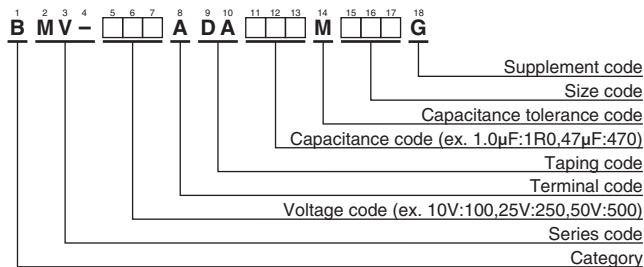 1 2 3 4 5 6 7 8 9 10 11 12 13 14 15 16 17 18
B M V – □□□ A D A □□□ M □□□ G
Supplement code
Size code
Capacitance tolerance code
Capacitance code (ex. 1.0µF:1R0,47µF:470)
Taping code
Terminal code
Voltage code (ex. 10V:100,25V:250,50V:500)
Series code
Category